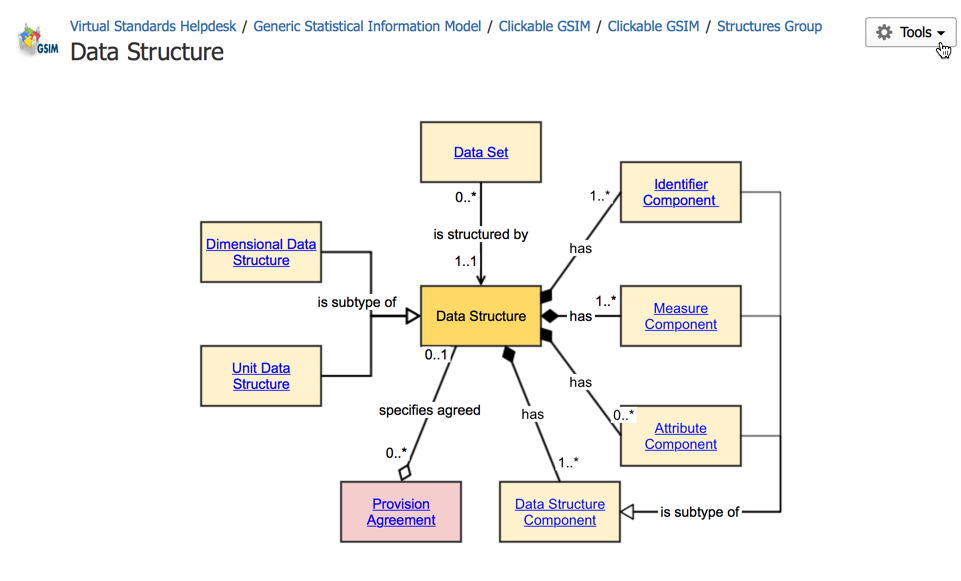 Virtual Standards Helpdesk / Generic Statistical Information Model / Clickable GSIM / Clickable GSIM / Structures Group
GSIM
Data Structure
Tools
Data Set
0..*
is structured by
1..1
Identifier
Component
1..*
has
Dimensional Data
Structure
is subtype of
Unit Data
Structure
Data Structure
1..*
has
Measure
Component
has
0..*
Attribute
Component
0..1
specifies agreed
0..*
Provision
Agreement
has
1..*
Data Structure
Component
is subtype of